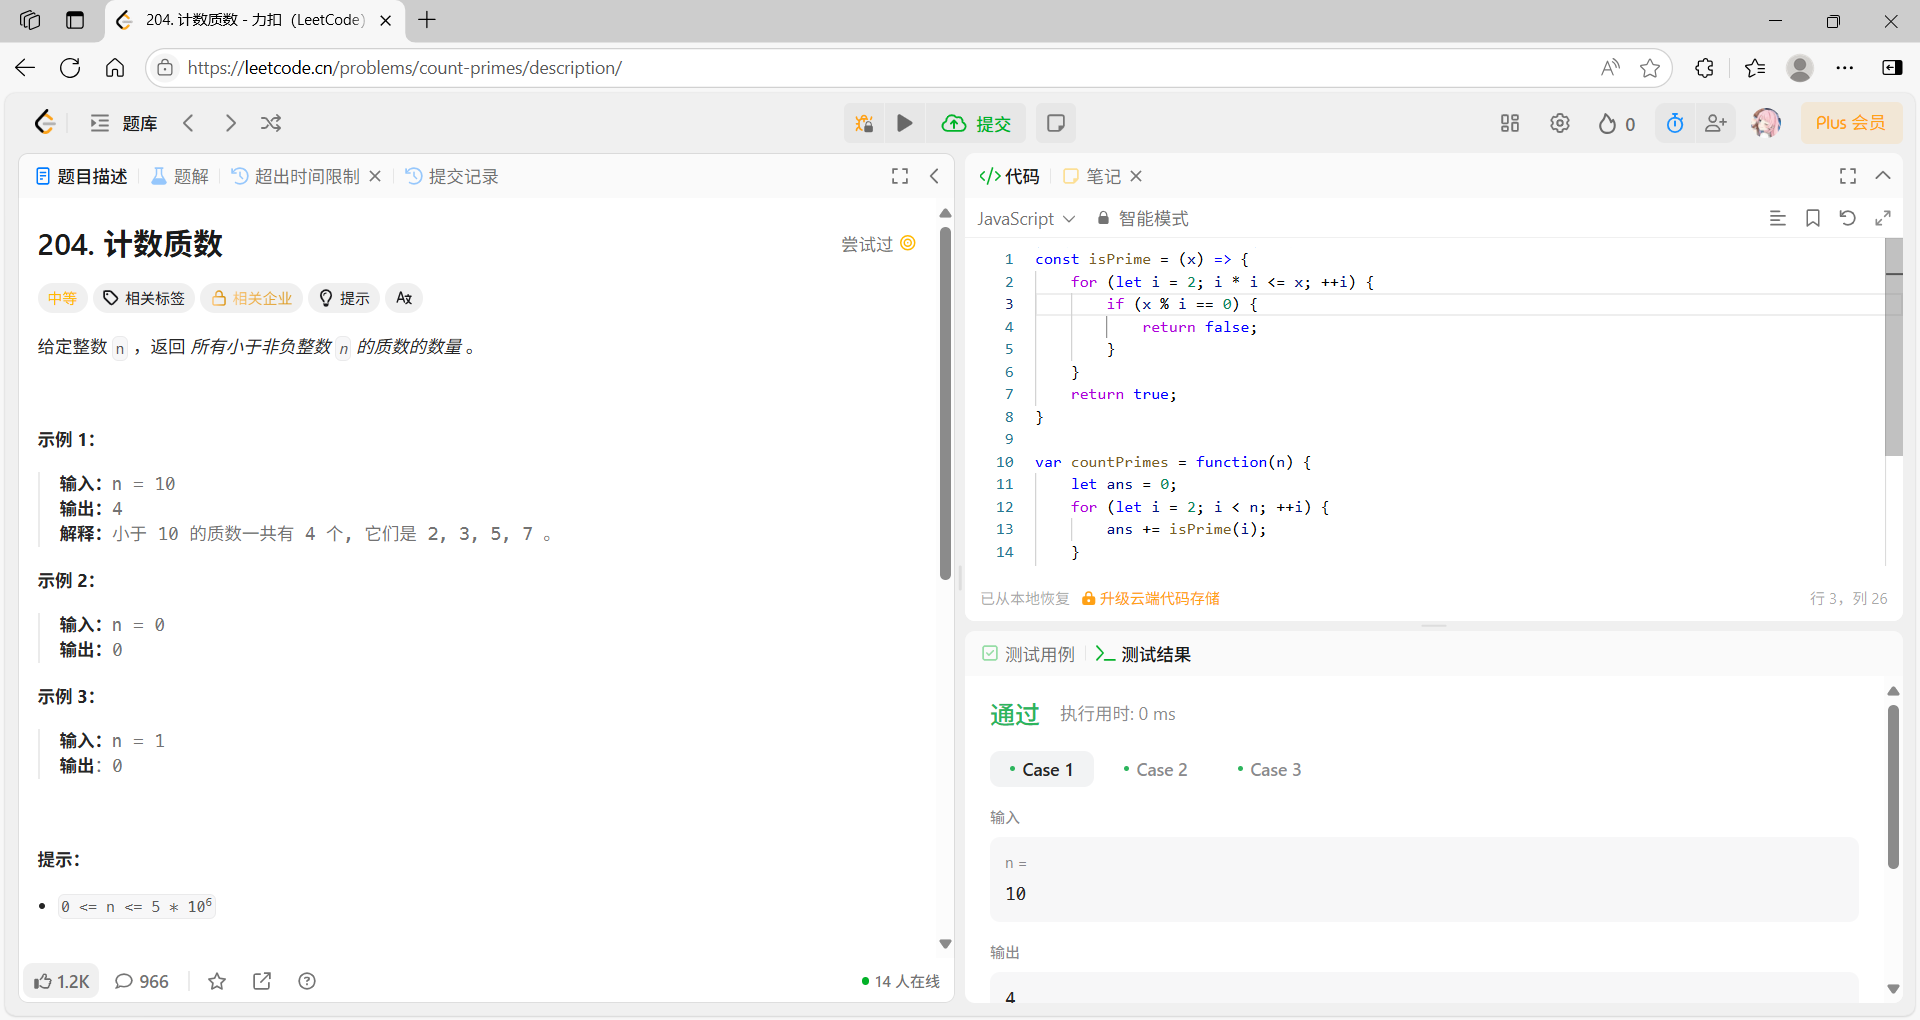 204. 计数质数 - 力扣（LeetCode）
https://leetcode.cn/problems/count-primes/description/
题库
提交
0
Plus 会员
题目描述
题解
超出时间限制
提交记录
204. 计数质数
尝试过
中等
相关标签
相关企业
提示
给定整数 n ，返回 所有小于非负整数 n 的质数的数量 。
示例 1：
输入：n = 10
输出：4
解释：小于 10 的质数一共有 4 个, 它们是 2, 3, 5, 7 。
示例 2：
输入：n = 0
输出：0
示例 3：
输入：n = 1
输出：0
提示：
0 <= n <= 5 * 10⁶
1.2K
966
14 人在线
代码
笔记
JavaScript
智能模式
1 const isPrime = (x) => {
2 for (let i = 2; i * i <= x; ++i) {
3 if (x % i == 0) {
4 return false;
5 }
6 }
7 return true;
8 }
9
10 var countPrimes = function(n) {
11 let ans = 0;
12 for (let i = 2; i < n; ++i) {
13 ans += isPrime(i);
14 }
已从本地恢复
升级云端代码存储
行 3，列 26
测试用例
测试结果
通过
执行用时: 0 ms
Case 1
Case 2
Case 3
输入
n =
10
输出
4